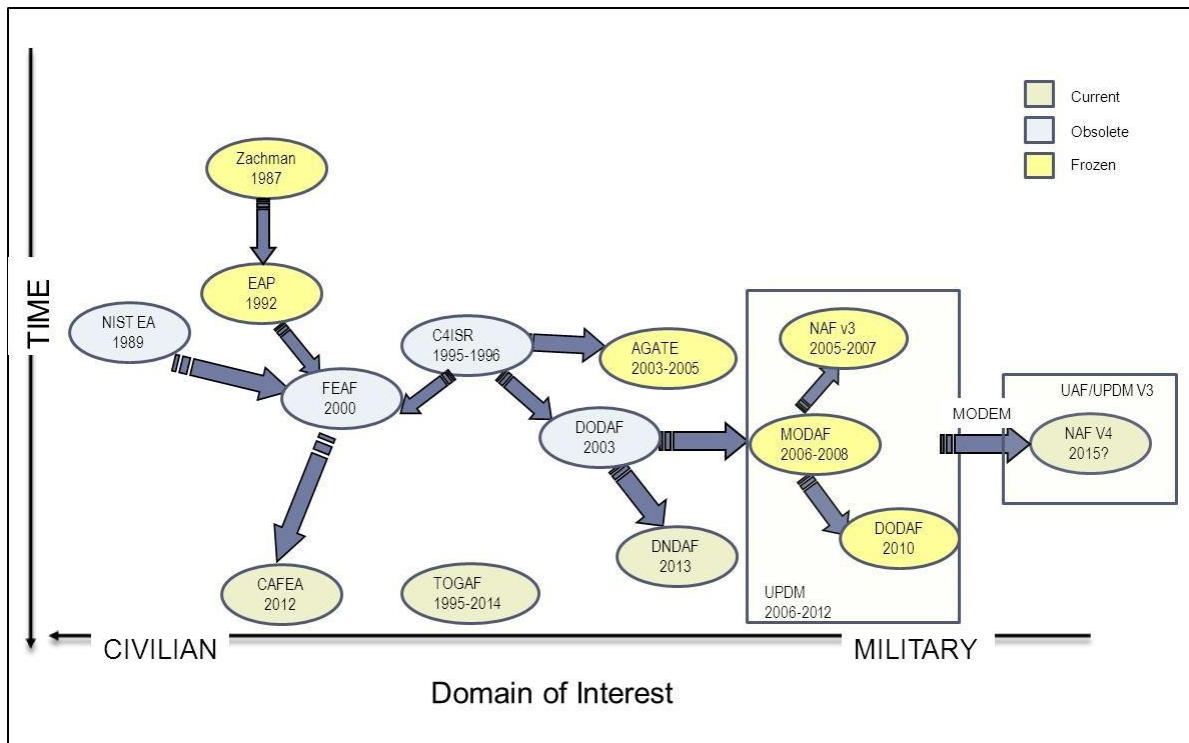 Current
Obsolete
Frozen
Zachman
1987
EAP
1992
NIST EA
1989
C4ISR
1995-1996
AGATE
2003-2005
NAF v3
2005-2007
FEAF
2000
DODAF
2003
MODAF
2006-2008
MODEM
UAF/UPDM V3
NAF V4
2015?
DNDAF
2013
DODAF
2010
CAFEA
2012
TOGAF
1995-2014
UPDM
2006-2012
TIME
CIVILIAN
MILITARY
Domain of Interest